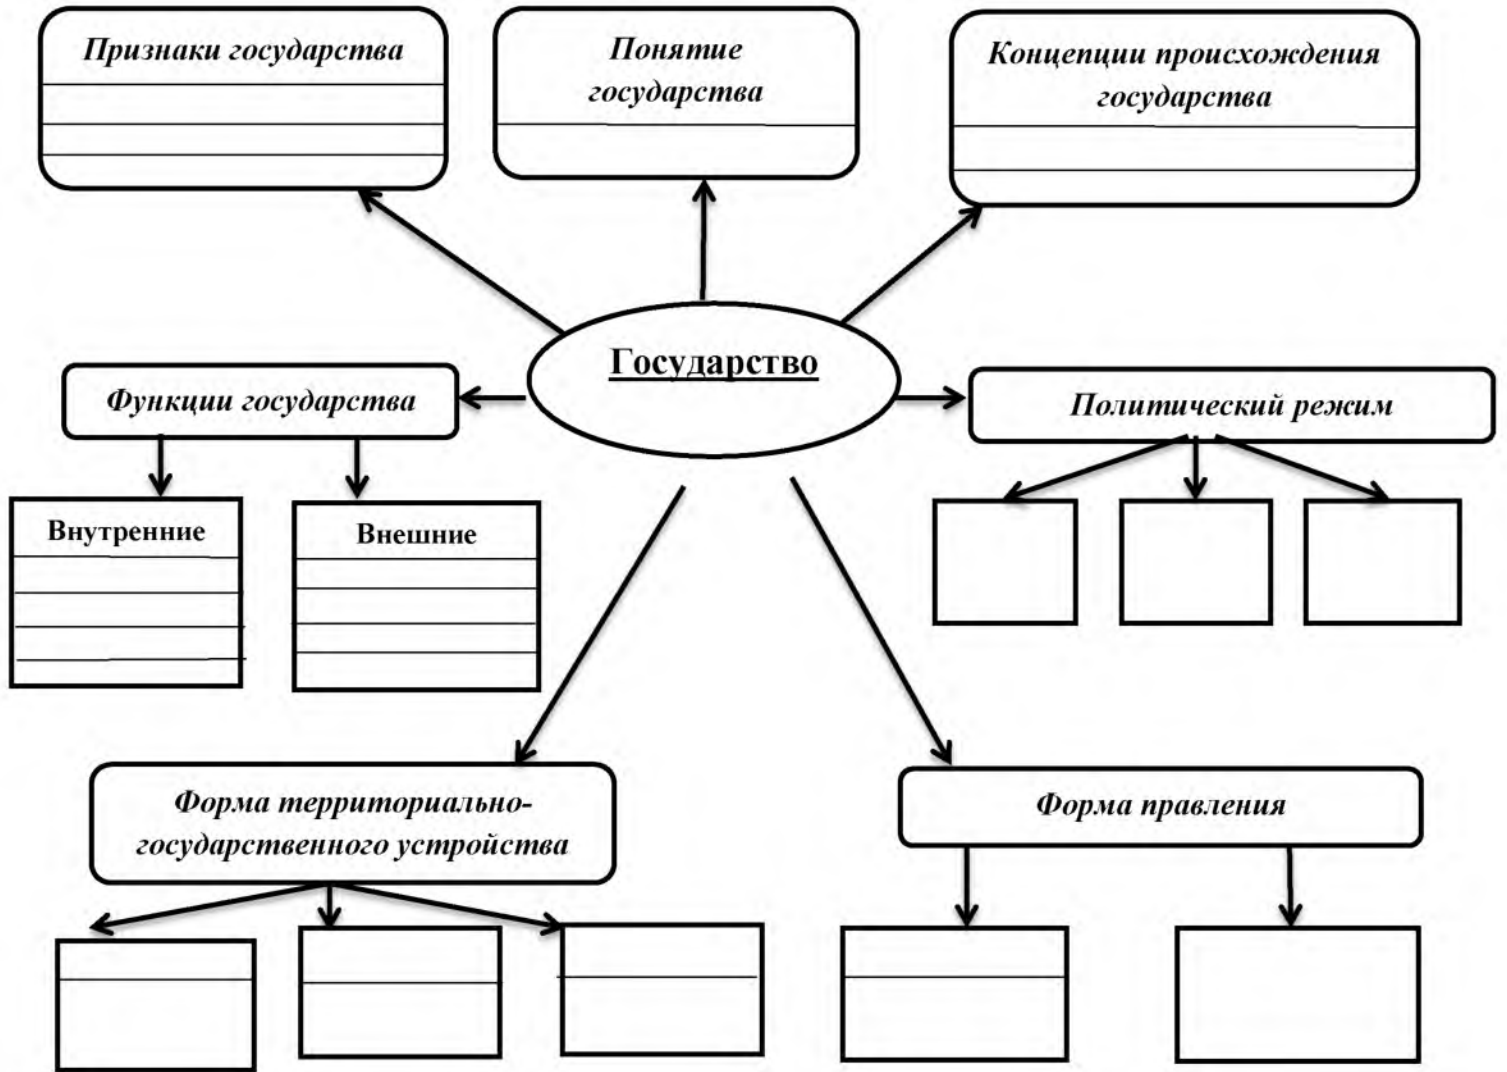 Признаки государства
Понятие
государства
Концепции происхождения
государства
Государство
Функции государства
Политический режим
Внутренние
Внешние
Форма территориально-
государственного устройства
Форма правления